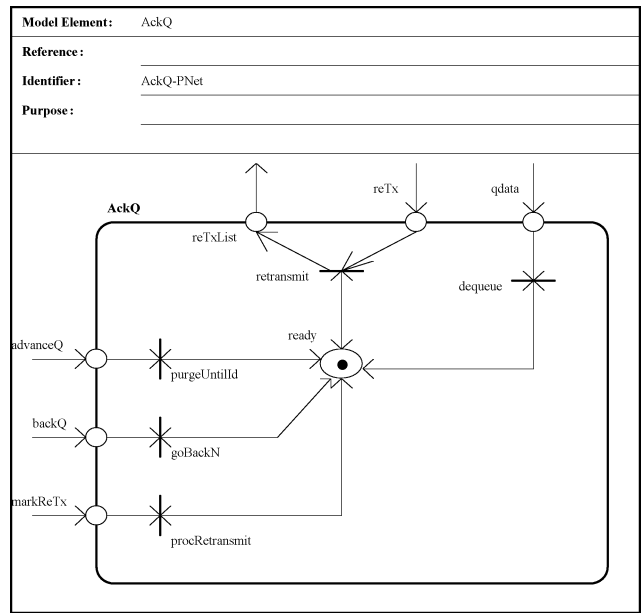 Model Element: AckQ
Reference:
Identifier: AckQ-PNet
Purpose:
reTx
qdata
AckQ
reTxList
retransmit
dequeue
ready
advanceQ
purgeUntilId
backQ
goBackN
markReTx
procRetransmit